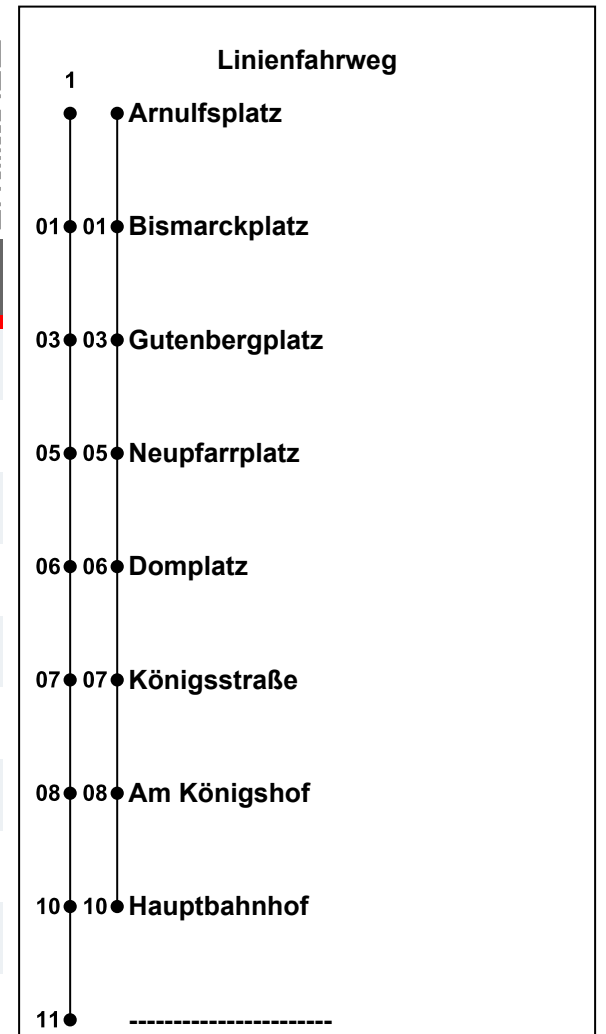 Linienfahrweg
1
Arnulfsplatz
01 01 Bismarckplatz
03 03 Gutenbergplatz
05 05 Neupfarrplatz
06 06 Domplatz
07 07 Königsstraße
08 08 Am Königshof
10 10 Hauptbahnhof
11 -----------------------